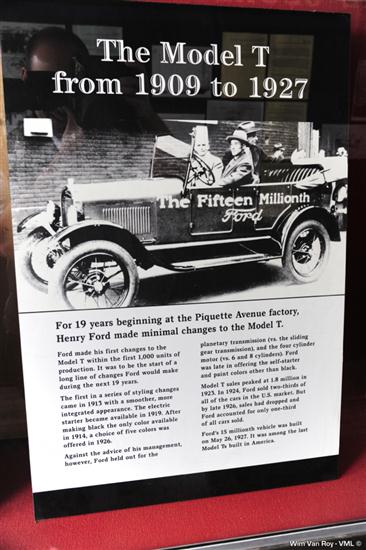 The Model T
from 1909 to 1927
The Fifteen Millionth
Ford
For 19 years beginning at the Piquette Avenue factory,
Henry Ford made minimal changes to the Model T.
Ford made his first changes to the
Model T within the first 1,000 units of
production. It was to be the start of a
long line of changes Ford would make
during the next 19 years.
The first in a series of styling changes
came in 1915 with a smoother, more
integrated appearance. The electric
starter became available in 1919. After
making black the only color available
in 1914, a choice of five colors was
offered in 1926.
Against the advice of his management,
however, Ford held out for the
planetary transmission (vs. the sliding
gear transmission), and the four cylinder
motor (vs. 6 and 8 cylinders). Ford
was late in offering the self-starter
and paint colors other than black.
Model T sales peaked at 1.8 million in
1923. In 1924, Ford sold two-thirds of
all of the cars in the U.S. market. But
by late 1926, sales had dropped and
Ford accounted for only one-third
of all cars sold.
Ford's 15 millionth vehicle was built
on May 26, 1927. It was among the last
Model Ts built in America.
Wim Van Roy - VML ©